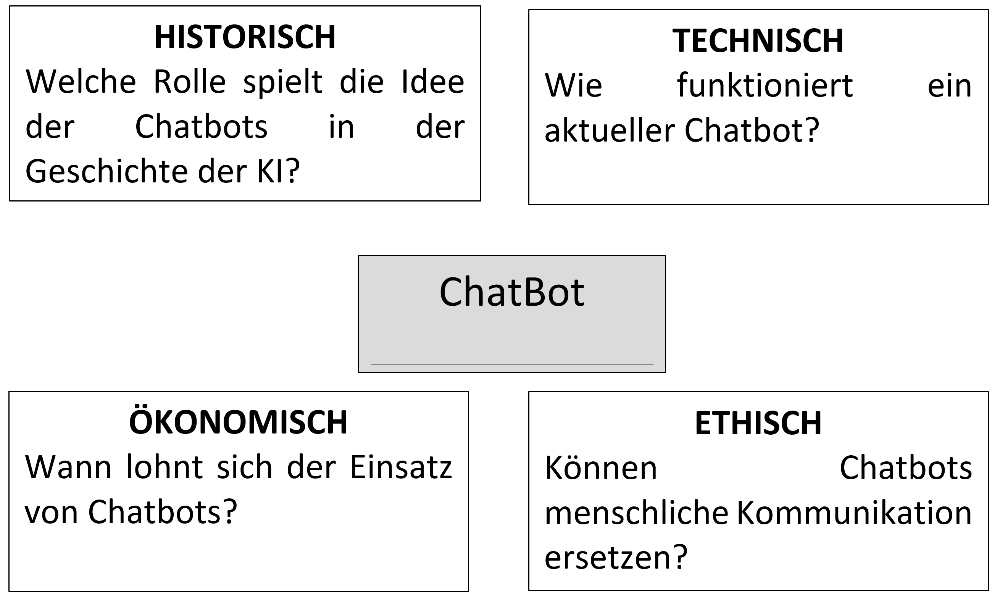 HISTORISCH
Welche Rolle spielt die Idee
der Chatbots in der
Geschichte der KI?
TECHNISCH
Wie funktioniert ein
aktueller Chatbot?
ChatBot
ÖKONOMISCH
Wann lohnt sich der Einsatz
von Chatbots?
ETHISCH
Können Chatbots
menschliche Kommunikation
ersetzen?